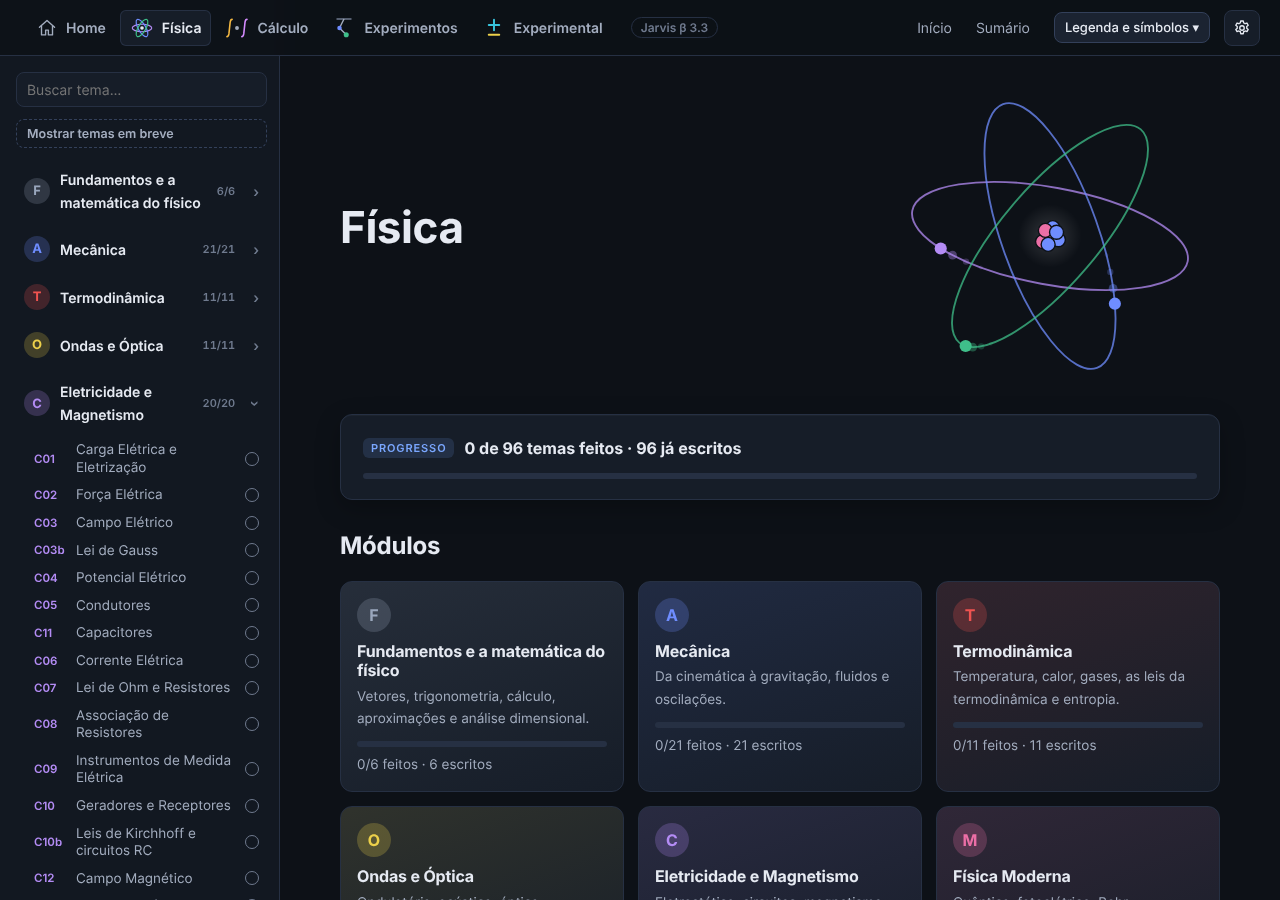 Home
Física
Cálculo
Experimentos
Experimental
Jarvis β 3.3
Início
Sumário
Legenda e símbolos ▾
Buscar tema...
Mostrar temas em breve
F
Fundamentos e a
matemática do físico
6/6
A
Mecânica
21/21
T
Termodinâmica
11/11
O
Ondas e Óptica
11/11
C
Eletricidade e
Magnetismo
20/20
C01
Carga Elétrica e
Eletrização
C02
Força Elétrica
C03
Campo Elétrico
C03b
Lei de Gauss
C04
Potencial Elétrico
C05
Condutores
C11
Capacitores
C06
Corrente Elétrica
C07
Lei de Ohm e Resistores
C08
Associação de
Resistores
C09
Instrumentos de Medida
Elétrica
C10
Geradores e Receptores
C10b
Leis de Kirchhoff e
circuitos RC
C12
Campo Magnético
Física
PROGRESSO
0 de 96 temas feitos · 96 já escritos
Módulos
F
Fundamentos e a matemática do
físico
Vetores, trigonometria, cálculo,
aproximações e análise dimensional.
0/6 feitos · 6 escritos
A
Mecânica
Da cinemática à gravitação, fluidos e
oscilações.
0/21 feitos · 21 escritos
T
Termodinâmica
Temperatura, calor, gases, as leis da
termodinâmica e entropia.
0/11 feitos · 11 escritos
O
Ondas e Óptica
C
Eletricidade e Magnetismo
M
Física Moderna